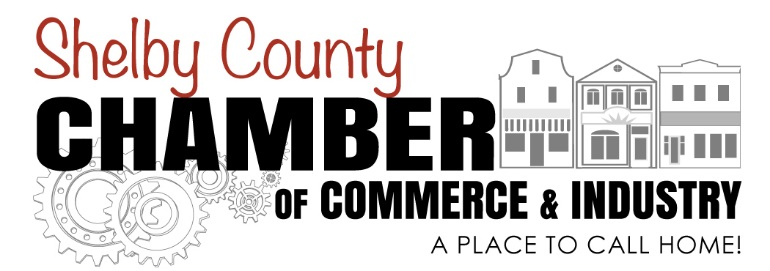 Shelby County
CHAMBER
OF COMMERCE & INDUSTRY
A PLACE TO CALL HOME!